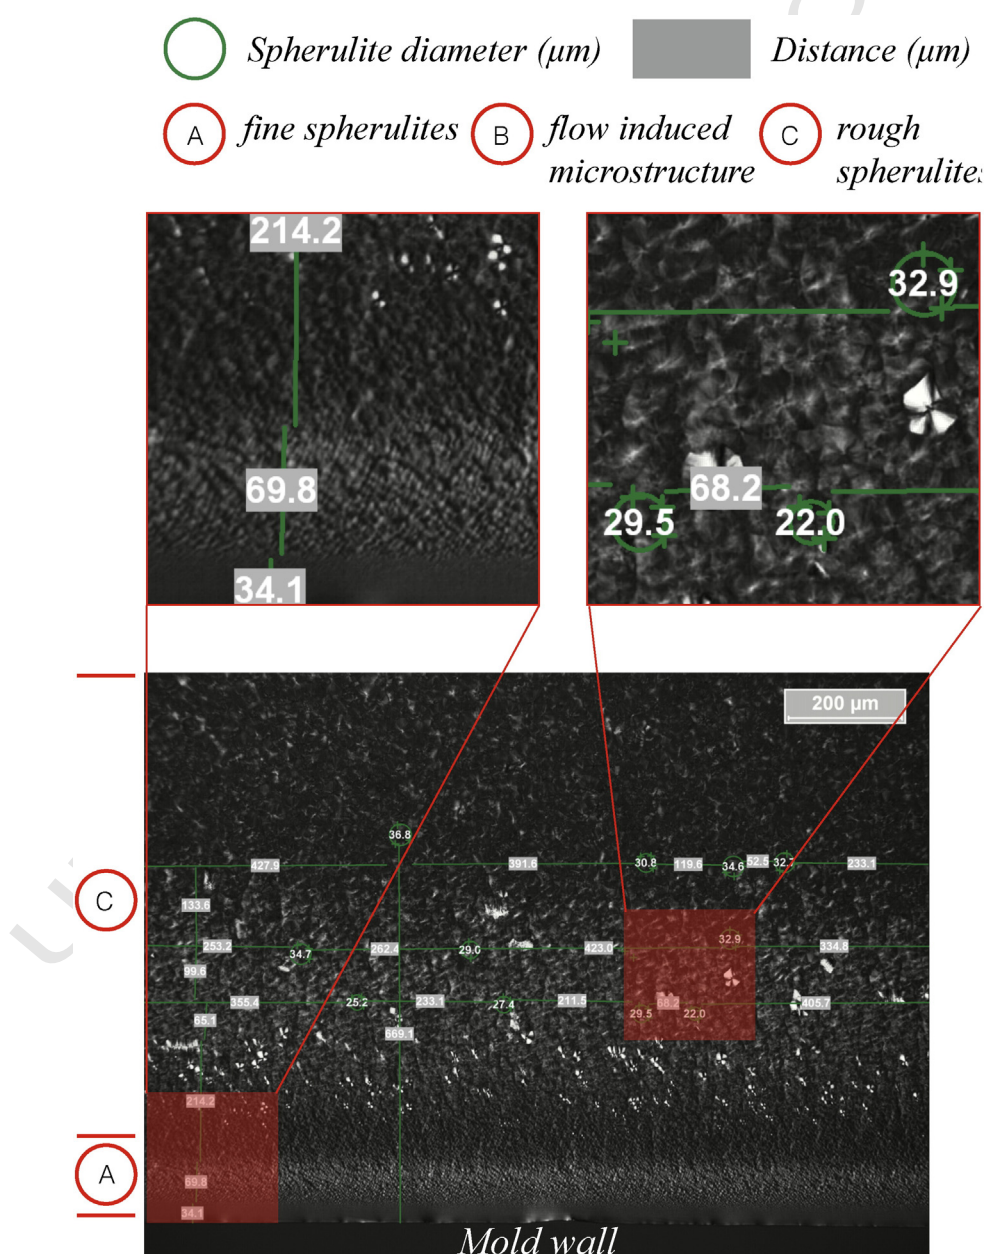 Spherulite diameter (μm)
Distance (μm)
A fine spherulites
B flow induced microstructure
C rough spherulites
214.2
69.8
34.1
32.9
68.2
29.5 22.0
200 μm
36.8
427.9 391.6 30.8 119.6 34.6 52.5 32.7 233.1
133.6
253.2 34.7 262.4 29.0 423.0 32.9 334.8
99.6
355.4 25.2 233.1 27.4 211.5 68.2 405.7
65.1 29.5 22.0
669.1
214.2
69.8
34.1
C
A
Mold wall